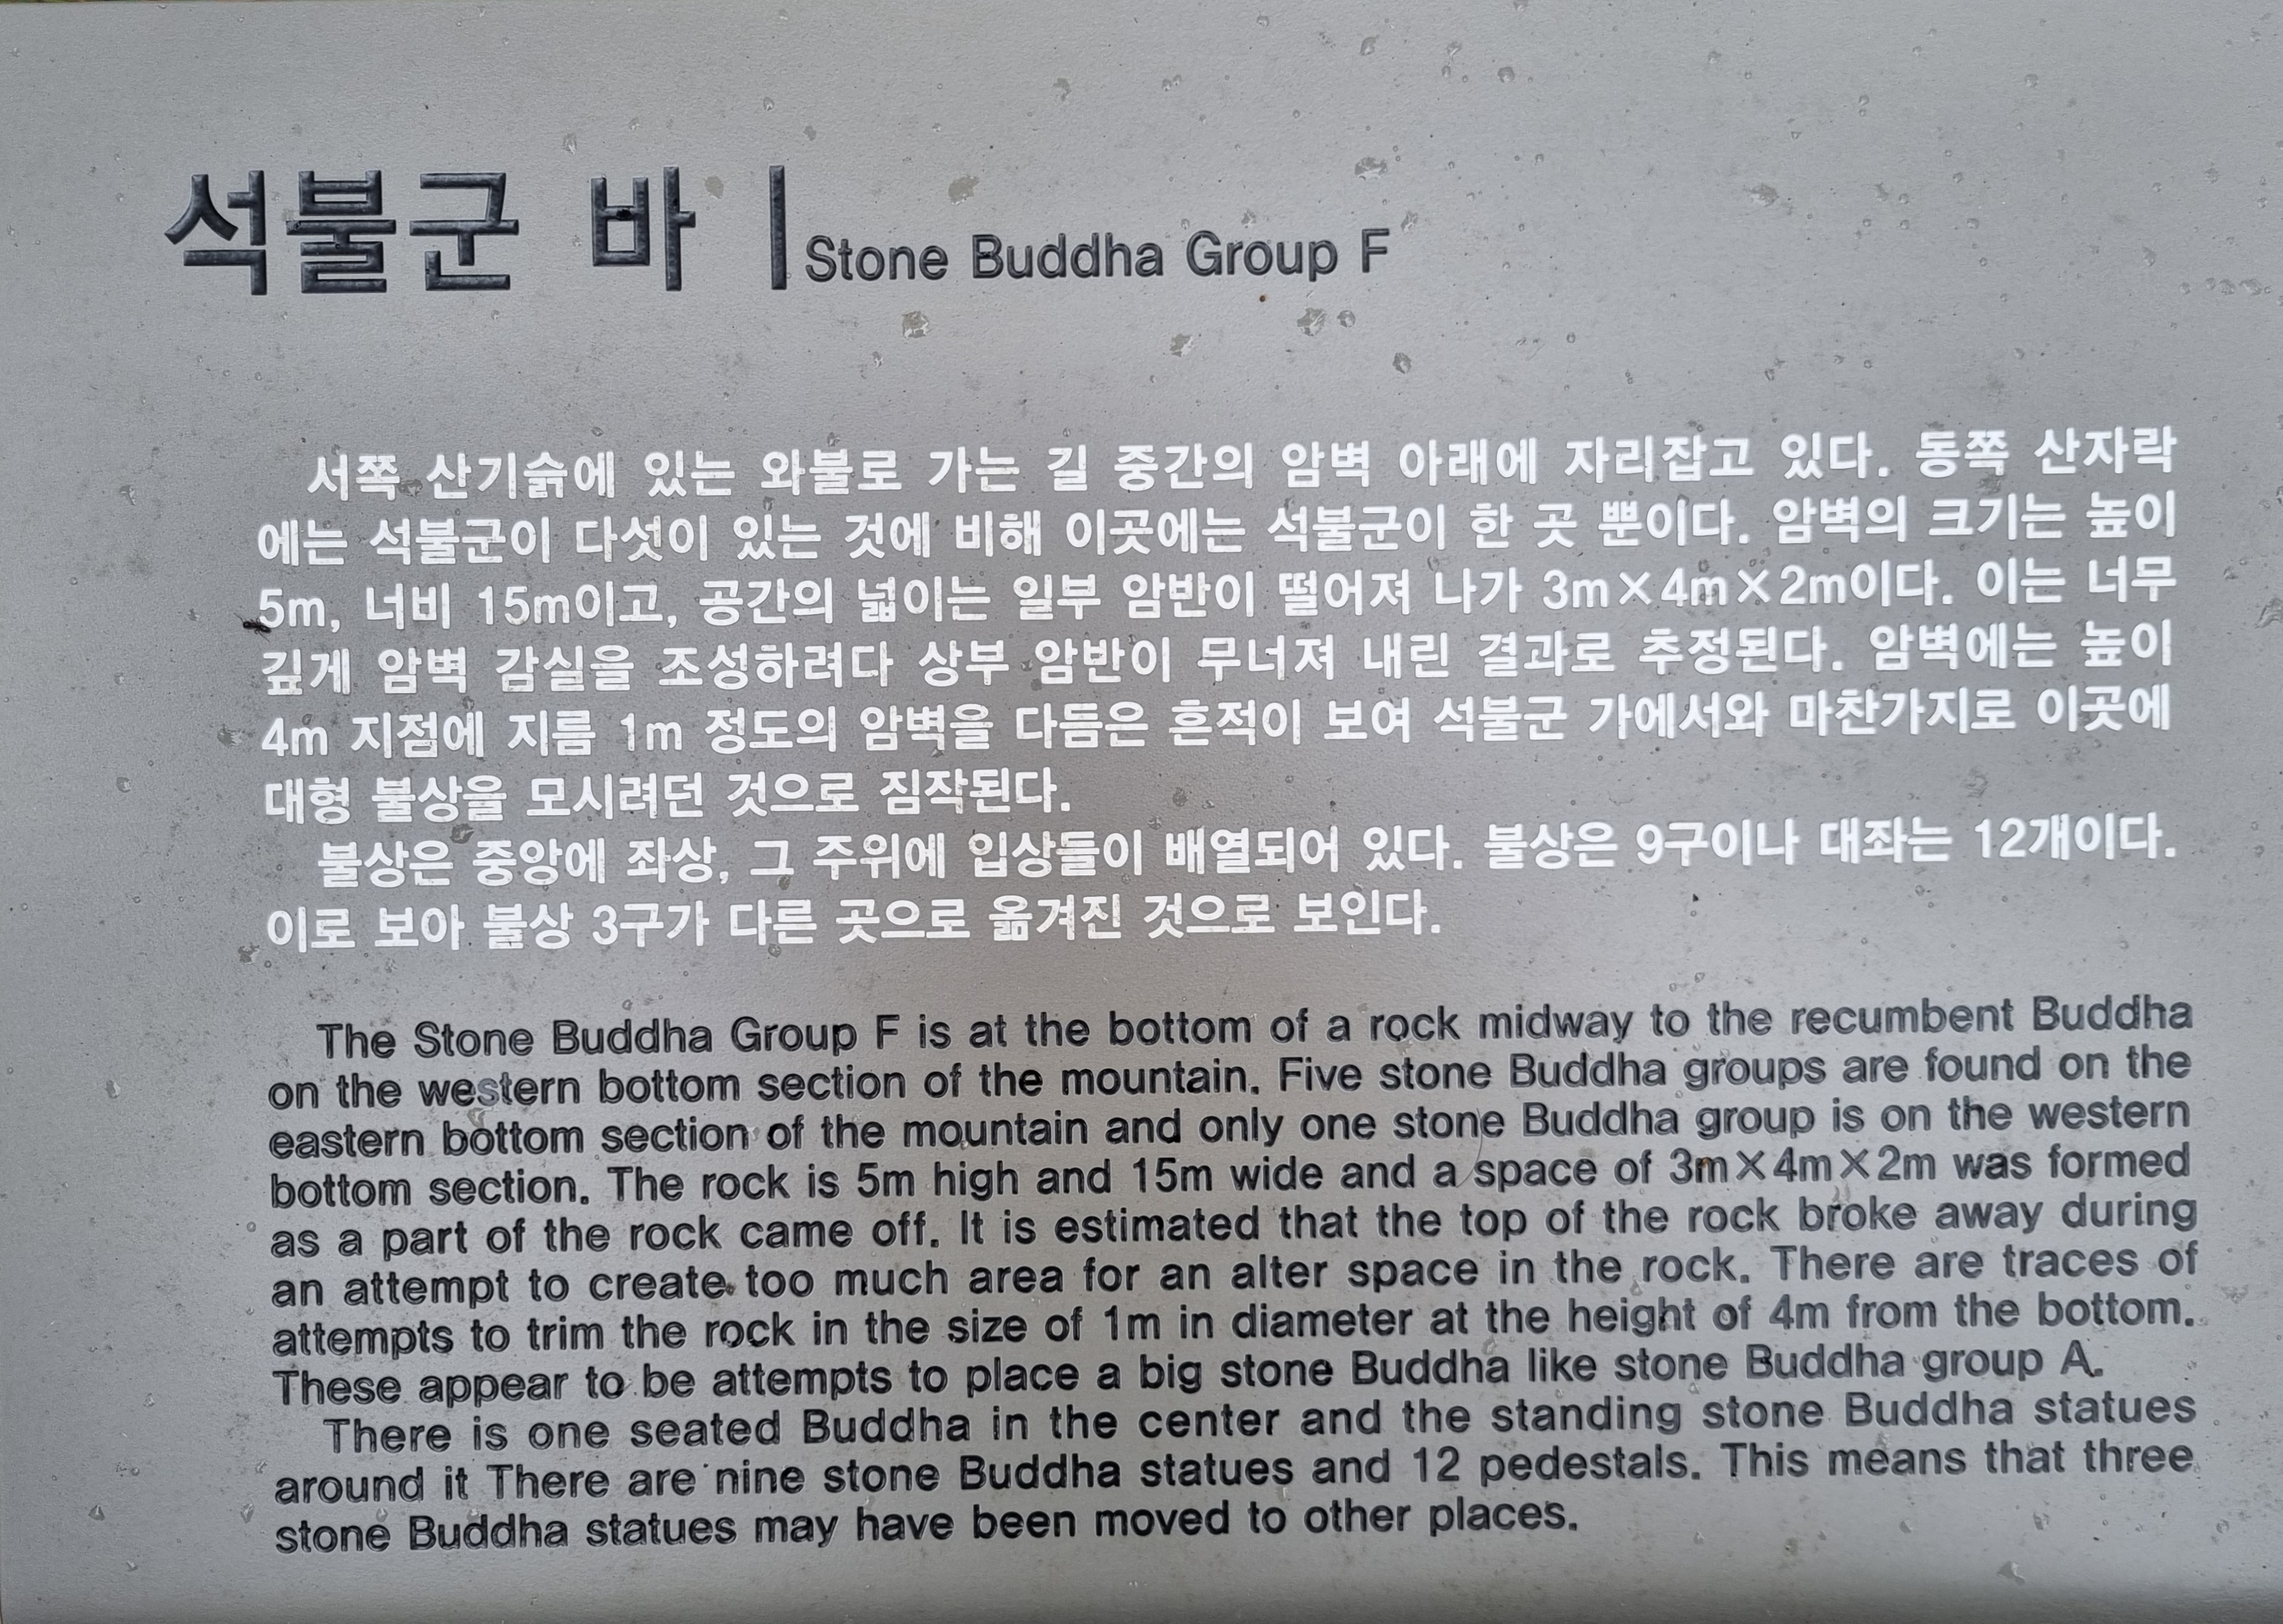 석불군 바 | Stone Buddha Group F
서쪽 산기슭에 있는 와불로 가는 길 중간의 암벽 아래에 자리잡고 있다. 동쪽 산자락
에는 석불군이 다섯이 있는 것에 비해 이곳에는 석불군이 한 곳 뿐이다. 암벽의 크기는 높이
5m, 너비 15m이고, 공간의 넓이는 일부 암반이 떨어져 나가 3m×4m×2m이다. 이는 너무
깊게 암벽 감실을 조성하려다 상부 암반이 무너져 내린 결과로 추정된다. 암벽에는 높이
4m 지점에 지름 1m 정도의 암벽을 다듬은 흔적이 보여 석불군 가에서와 마찬가지로 이곳에
대형 불상을 모시려던 것으로 짐작된다.
불상은 중앙에 좌상, 그 주위에 입상들이 배열되어 있다. 불상은 9구이나 대좌는 12개이다.
이로 보아 불상 3구가 다른 곳으로 옮겨진 것으로 보인다.
The Stone Buddha Group F is at the bottom of a rock midway to the recumbent Buddha
on the western bottom section of the mountain. Five stone Buddha groups are found on the
eastern bottom section of the mountain and only one stone Buddha group is on the western
bottom section. The rock is 5m high and 15m wide and a space of 3m×4m×2m was formed
as a part of the rock came off. It is estimated that the top of the rock broke away during
an attempt to create too much area for an alter space in the rock. There are traces of
attempts to trim the rock in the size of 1m in diameter at the height of 4m from the bottom.
These appear to be attempts to place a big stone Buddha like stone Buddha group A.
There is one seated Buddha in the center and the standing stone Buddha statues
around it There are nine stone Buddha statues and 12 pedestals. This means that three
stone Buddha statues may have been moved to other places.